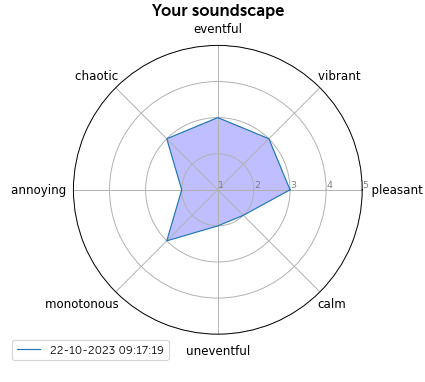 Your soundscape
eventful
chaotic
vibrant
annoying
1 2 3 4 5
pleasant
monotonous
calm
uneventful
22-10-2023 09:17:19